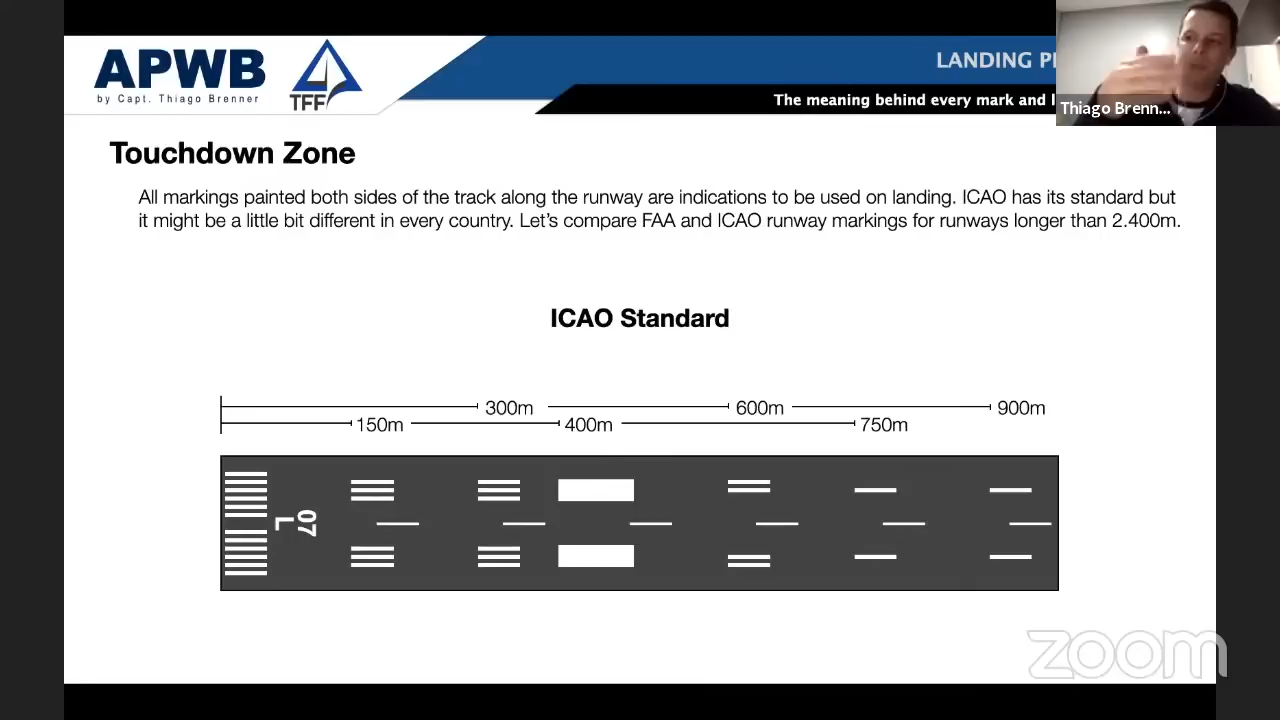 APWB
by Capt. Thiago Brenner
TFF
LANDING
The meaning behind every mark and
Thiago Brenn...
Touchdown Zone
All markings painted both sides of the track along the runway are indications to be used on landing. ICAO has its standard but
it might be a little bit different in every country. Let's compare FAA and ICAO runway markings for runways longer than 2.400m.
ICAO Standard
300m
600m
900m
150m
400m
750m
07
L
zoom